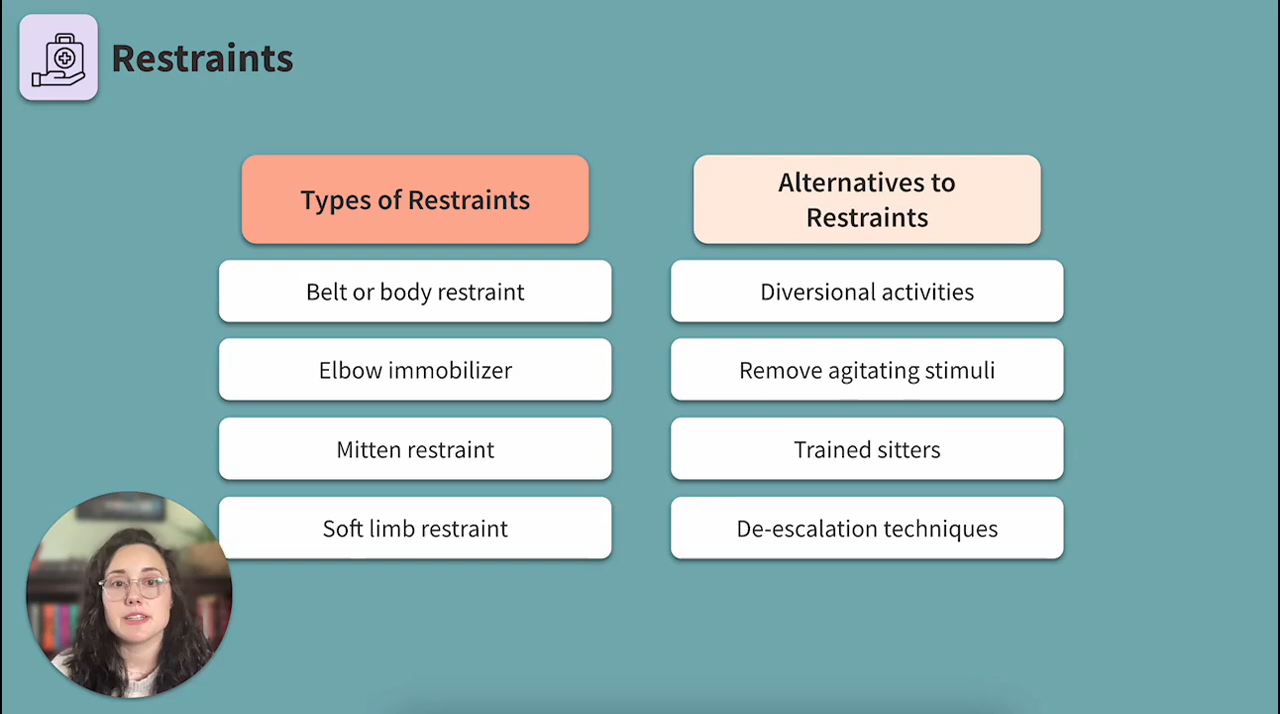 Restraints
Types of Restraints
Belt or body restraint
Elbow immobilizer
Mitten restraint
Soft limb restraint
Alternatives to
Restraints
Diversional activities
Remove agitating stimuli
Trained sitters
De-escalation techniques